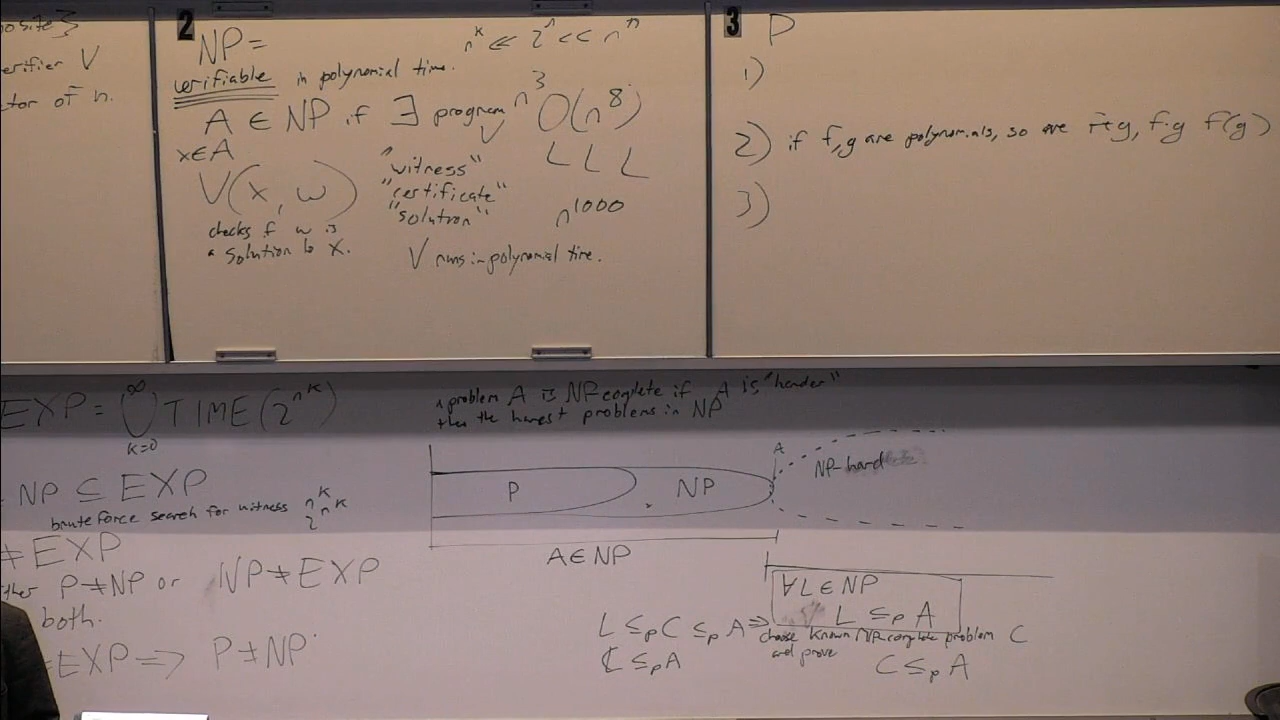 osite}
erifier V
tor of n.
2
NP =
n^k << 2^n << n^n
verifiable in polynomial time.
A ∈ NP if ∃ program V
n^3 O(n^8)
x∈A
L L L
V(x, w)
"witness"
"certificate"
"solution"
n^1000
checks if w is
a solution to x.
V runs in polynomial time.
3 P
1)
2) if f,g are polynomials, so are f+g, f·g f(g)
3)
EXP = ∪ TIME(2^{n^k})
∞
k=0
NP ⊆ EXP
brute force search for witness n^k
2^{n^k}
≠ EXP
P≠NP or NP≠EXP
both.
EXP ⟹ P≠NP
a problem A is NP-complete if A is "harder"
than the hardest problems in NP
A
P NP NP-hard
A∈NP
∀L∈NP
L ≤p A
L ≤p C ≤p A ⟹ choose known NP-complete problem C
and prove
C ≤p A
C ≤p A